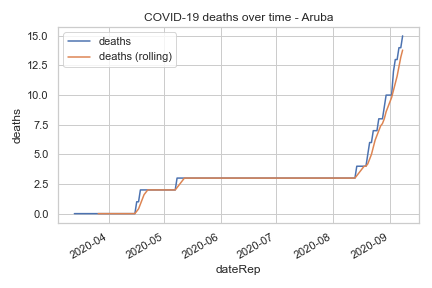 COVID-19 deaths over time - Aruba
deaths
deaths (rolling)
15.0
12.5
10.0
7.5
5.0
2.5
0.0
deaths
2020-04
2020-05
2020-06
2020-07
2020-08
2020-09
dateRep